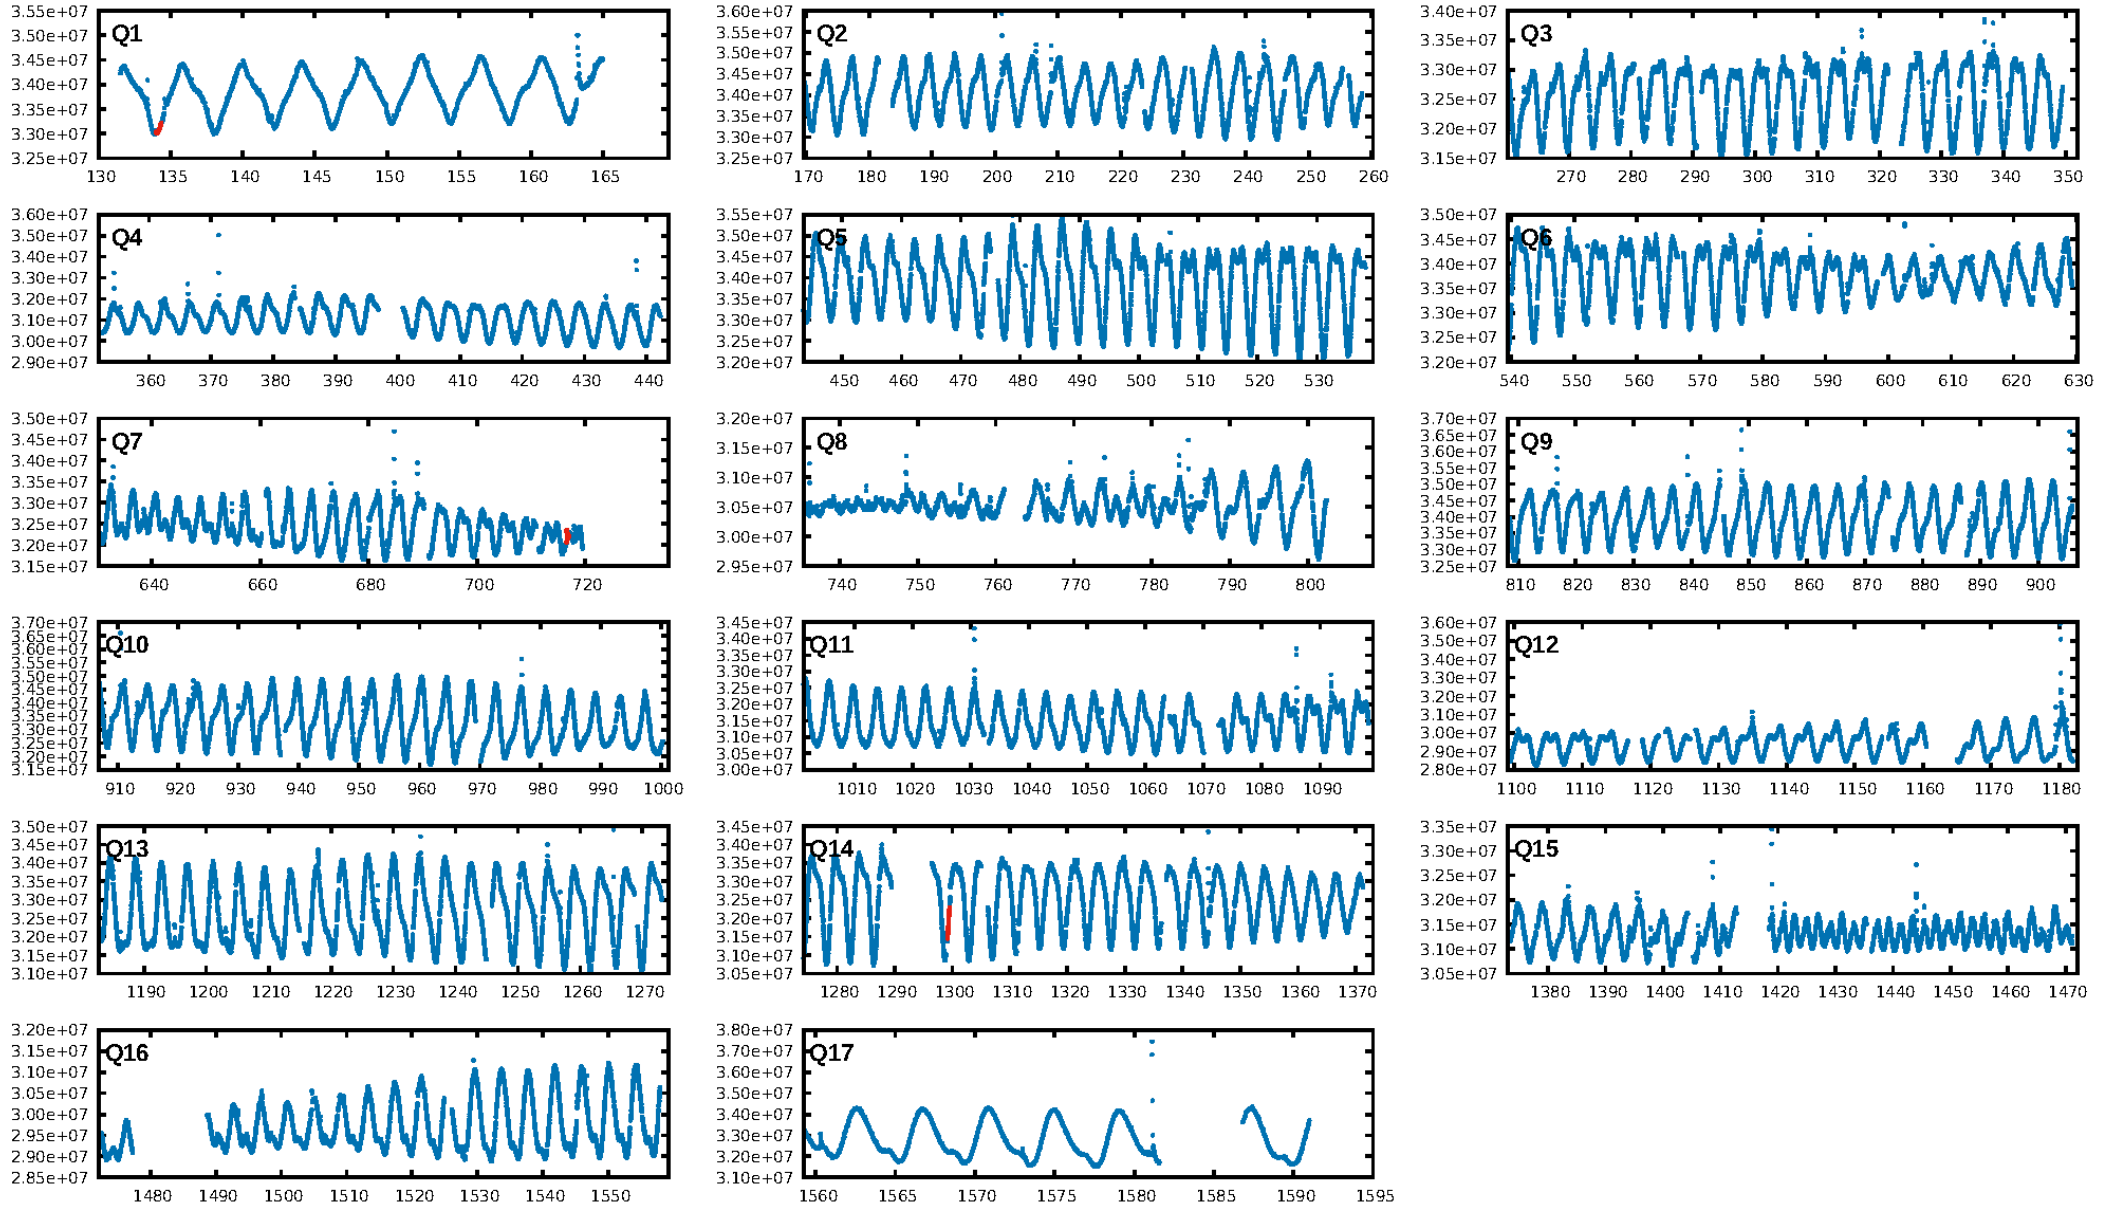 3.55e+07
Q1
3.50e+07
3.45e+07
3.40e+07
3.35e+07
3.30e+07
3.25e+07
130 135 140 145 150 155 160 165
3.60e+07
Q2
3.55e+07
3.50e+07
3.45e+07
3.40e+07
3.35e+07
3.30e+07
3.25e+07
170 180 190 200 210 220 230 240 250 260
3.40e+07
Q3
3.35e+07
3.30e+07
3.25e+07
3.20e+07
3.15e+07
270 280 290 300 310 320 330 340 350
3.60e+07
Q4
3.50e+07
3.40e+07
3.30e+07
3.20e+07
3.10e+07
3.00e+07
2.90e+07
360 370 380 390 400 410 420 430 440
3.55e+07
Q5
3.50e+07
3.45e+07
3.40e+07
3.35e+07
3.30e+07
3.25e+07
3.20e+07
450 460 470 480 490 500 510 520 530
3.50e+07
Q6
3.45e+07
3.40e+07
3.35e+07
3.30e+07
3.25e+07
3.20e+07
540 550 560 570 580 590 600 610 620 630
3.50e+07
Q7
3.45e+07
3.40e+07
3.35e+07
3.30e+07
3.25e+07
3.20e+07
3.15e+07
640 660 680 700 720
3.20e+07
Q8
3.15e+07
3.10e+07
3.05e+07
3.00e+07
2.95e+07
740 750 760 770 780 790 800
3.70e+07
Q9
3.65e+07
3.60e+07
3.55e+07
3.50e+07
3.45e+07
3.40e+07
3.35e+07
3.30e+07
3.25e+07
810 820 830 840 850 860 870 880 890 900
3.70e+07
Q10
3.65e+07
3.60e+07
3.55e+07
3.50e+07
3.45e+07
3.40e+07
3.35e+07
3.30e+07
3.25e+07
3.20e+07
3.15e+07
910 920 930 940 950 960 970 980 990 1000
3.45e+07
Q11
3.40e+07
3.35e+07
3.30e+07
3.25e+07
3.20e+07
3.15e+07
3.10e+07
3.05e+07
3.00e+07
1010 1020 1030 1040 1050 1060 1070 1080 1090
3.60e+07
Q12
3.50e+07
3.40e+07
3.30e+07
3.20e+07
3.10e+07
3.00e+07
2.90e+07
2.80e+07
1100 1110 1120 1130 1140 1150 1160 1170 1180
3.50e+07
Q13
3.45e+07
3.40e+07
3.35e+07
3.30e+07
3.25e+07
3.20e+07
3.15e+07
3.10e+07
1190 1200 1210 1220 1230 1240 1250 1260 1270
3.45e+07
Q14
3.40e+07
3.35e+07
3.30e+07
3.25e+07
3.20e+07
3.15e+07
3.10e+07
3.05e+07
1280 1290 1300 1310 1320 1330 1340 1350 1360 1370
3.35e+07
Q15
3.30e+07
3.25e+07
3.20e+07
3.15e+07
3.10e+07
3.05e+07
1380 1390 1400 1410 1420 1430 1440 1450 1460 1470
3.20e+07
Q16
3.15e+07
3.10e+07
3.05e+07
3.00e+07
2.95e+07
2.90e+07
2.85e+07
1480 1490 1500 1510 1520 1530 1540 1550
3.80e+07
Q17
3.70e+07
3.60e+07
3.50e+07
3.40e+07
3.30e+07
3.20e+07
3.10e+07
1560 1565 1570 1575 1580 1585 1590 1595